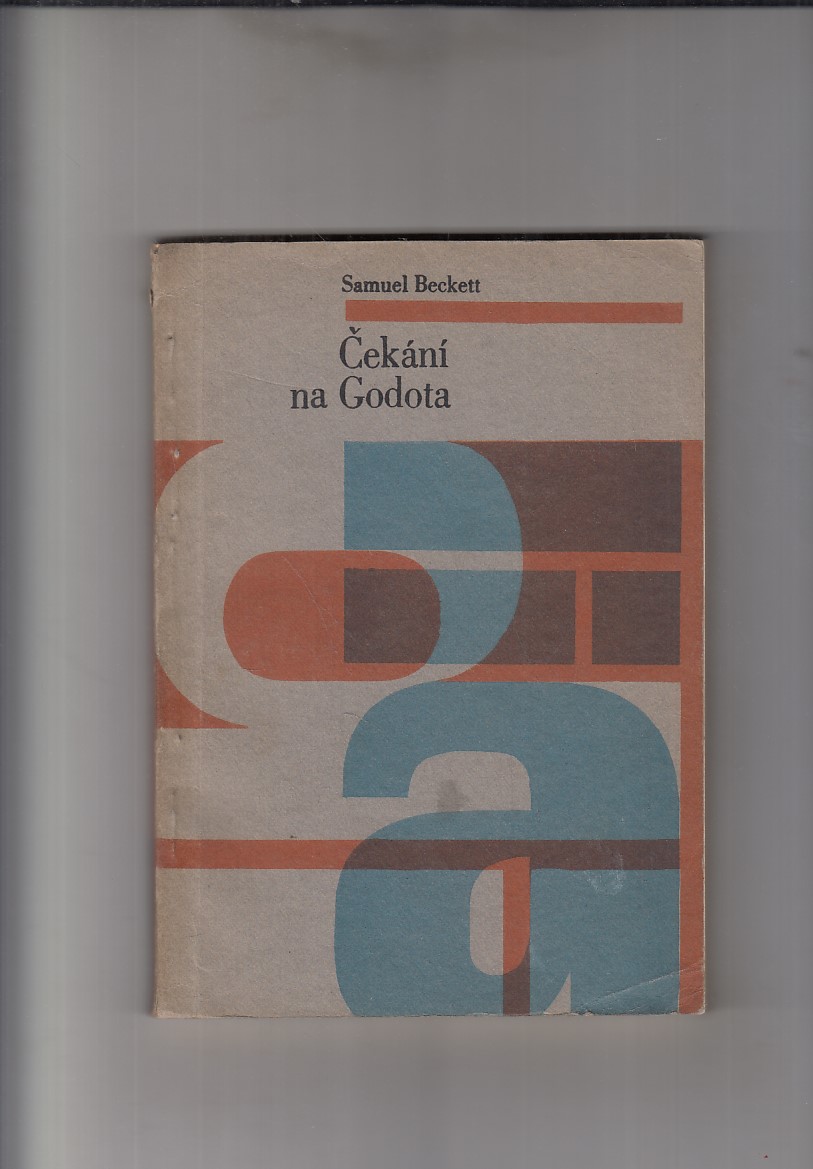 Samuel Beckett
Čekání
na Godota